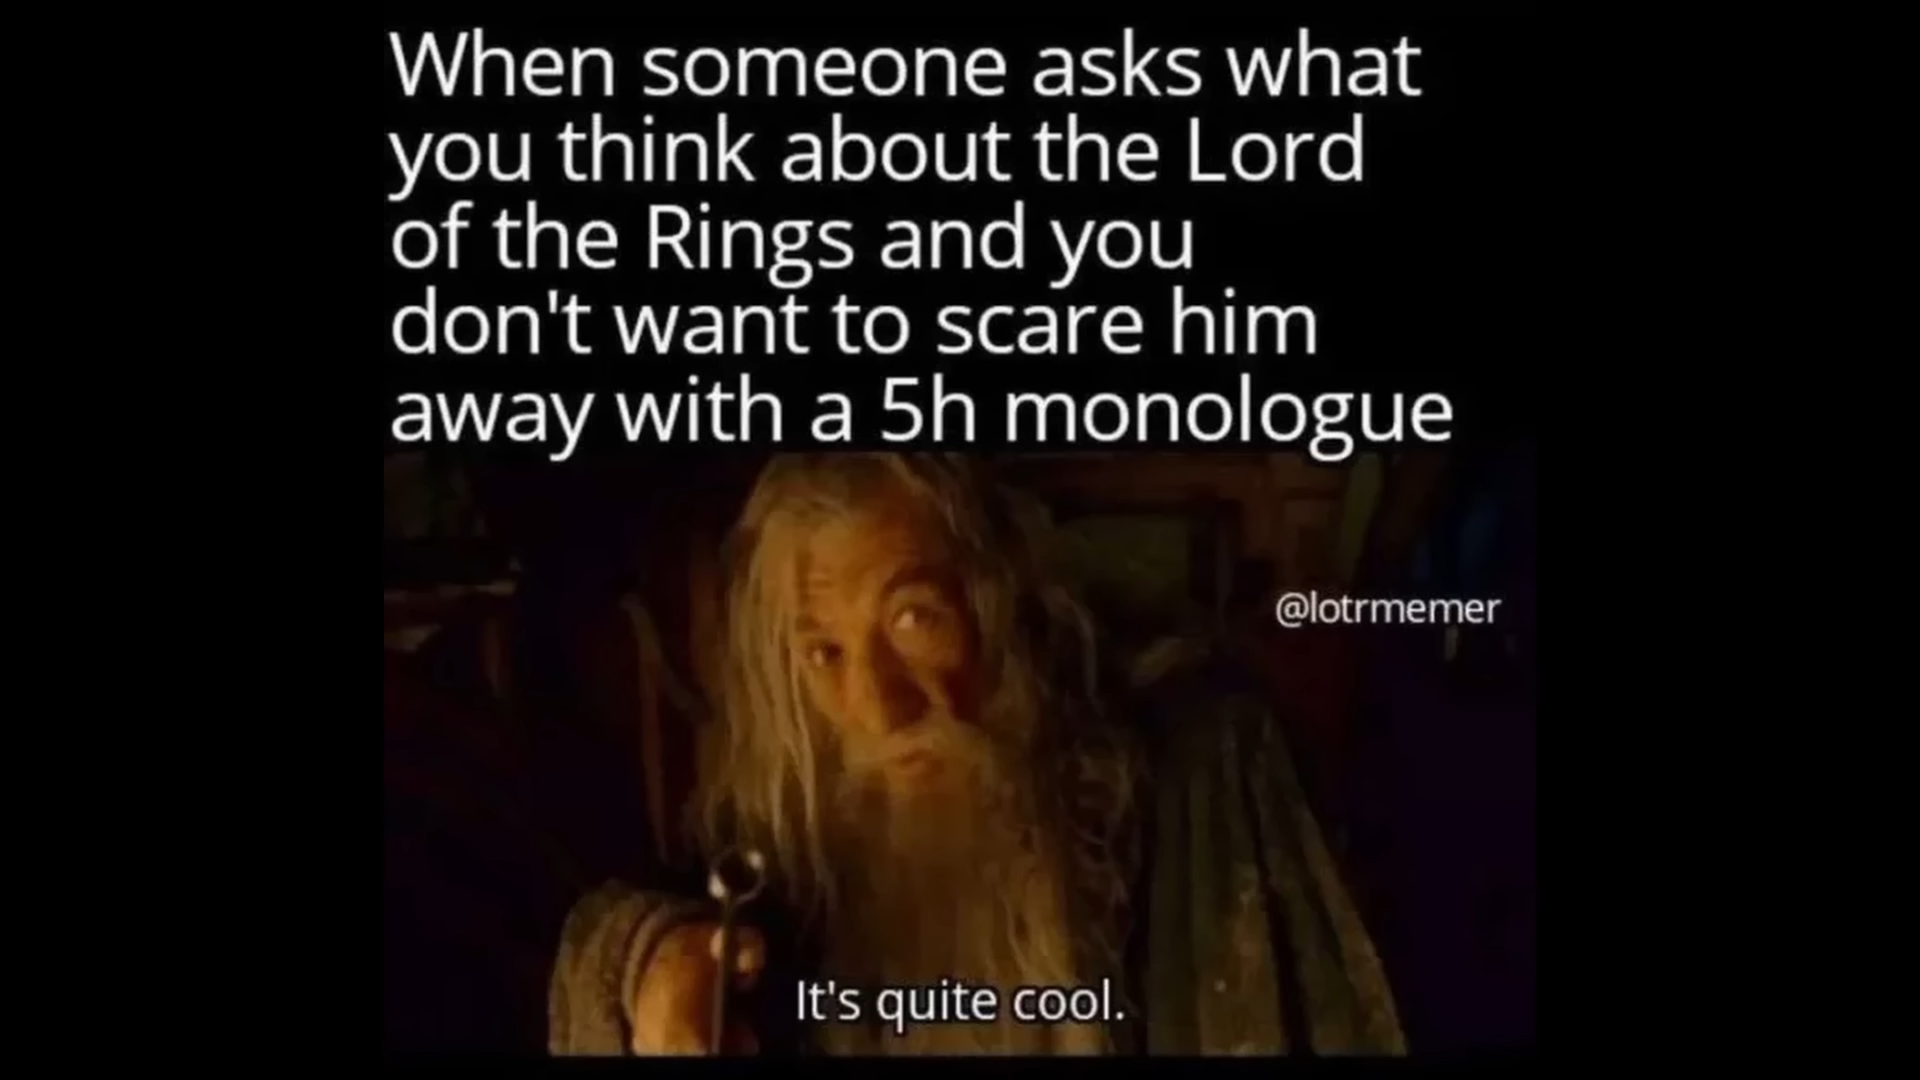 When someone asks what
you think about the Lord
of the Rings and you
don't want to scare him
away with a 5h monologue
@lotrmemer
It's quite cool.